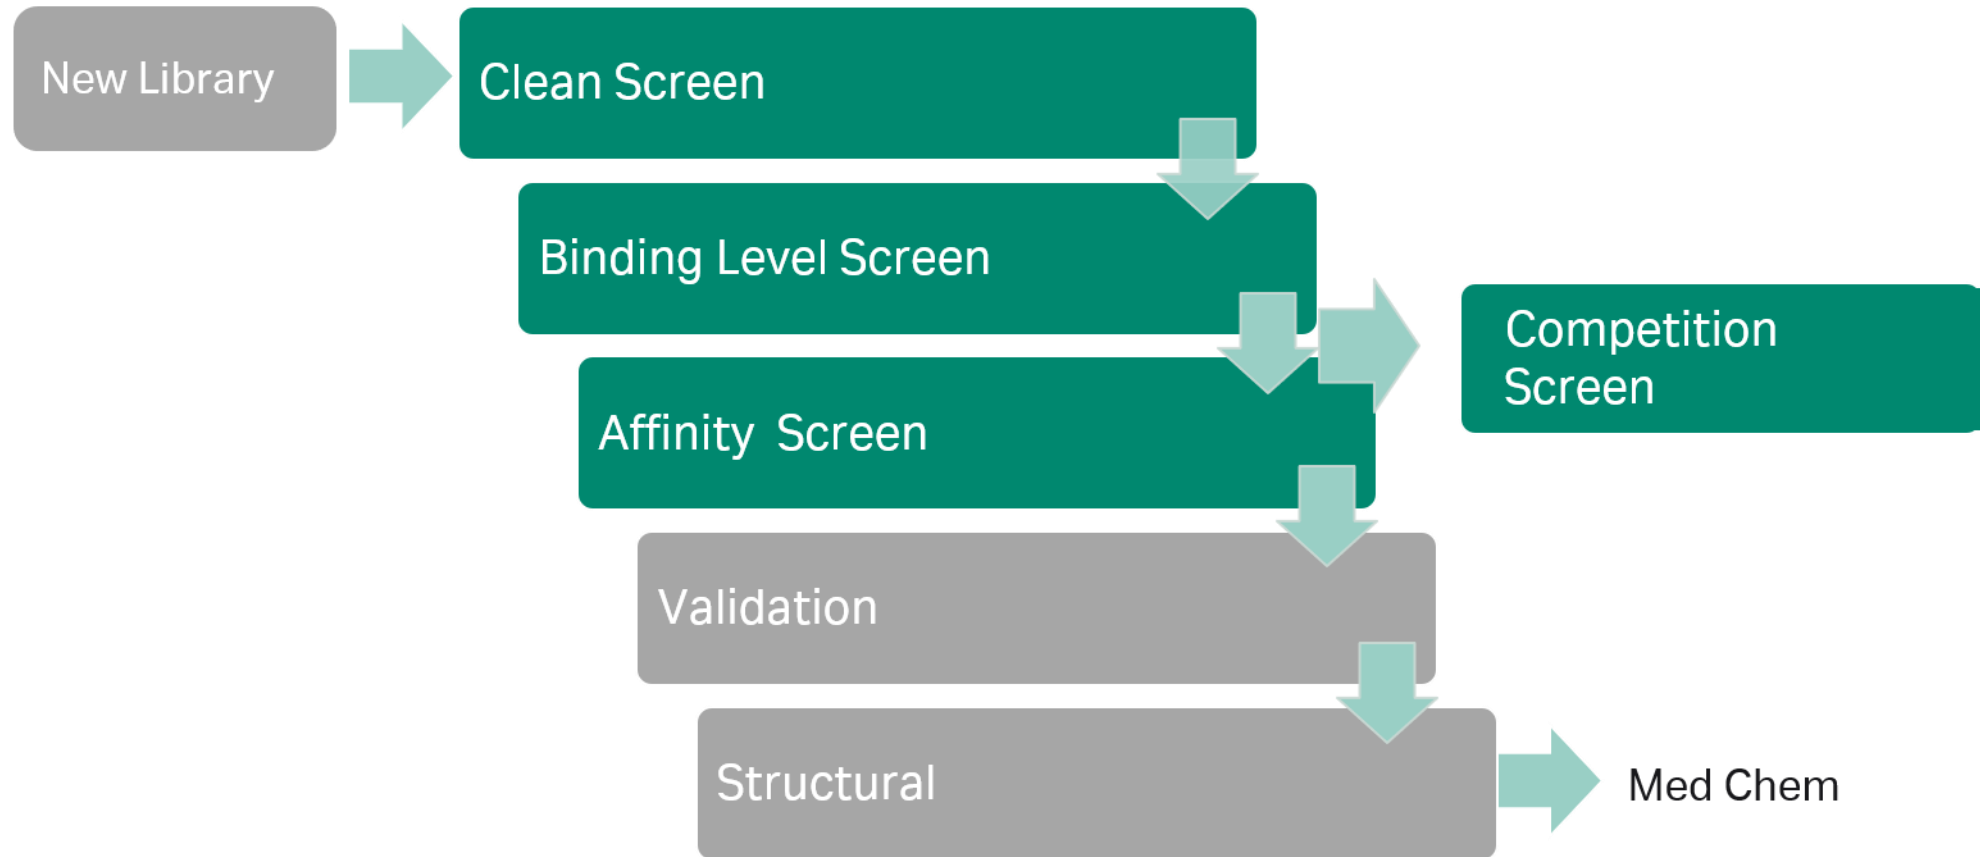 New Library
Clean Screen
Binding Level Screen
Competition
Screen
Affinity  Screen
Validation
Structural
Med Chem